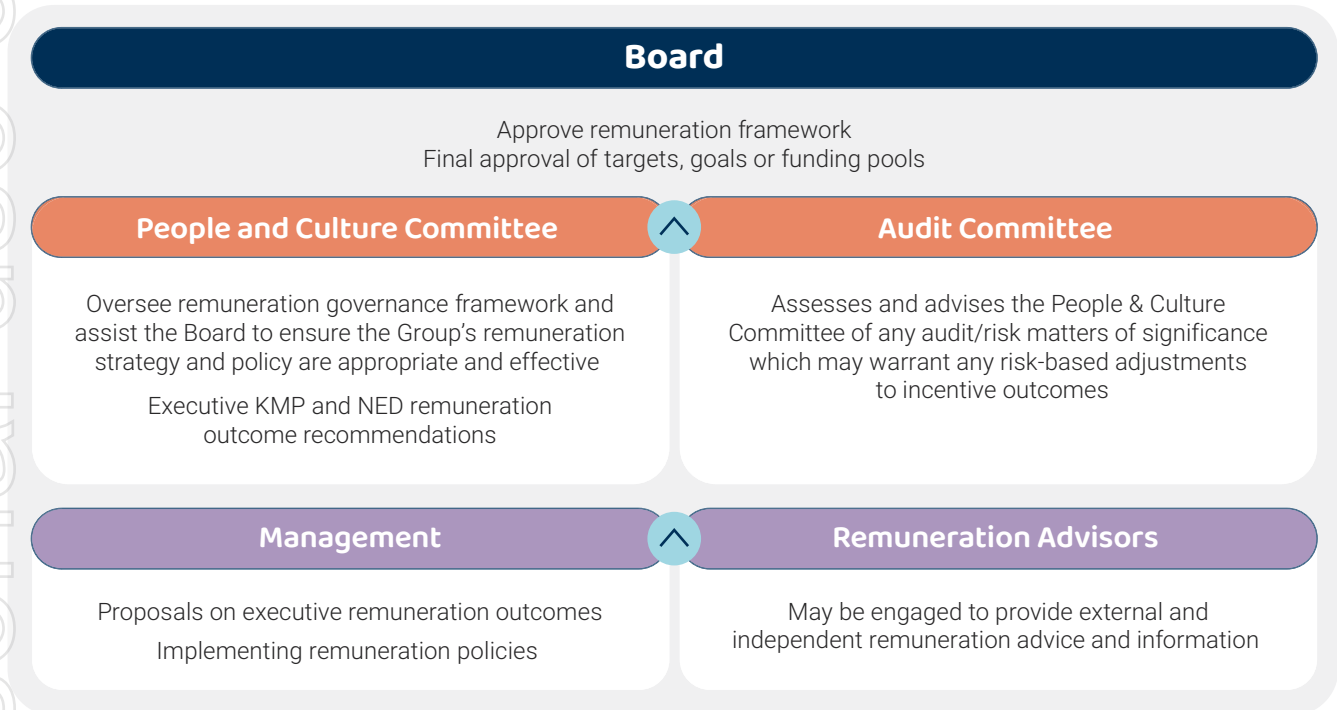 Board
Approve remuneration framework
Final approval of targets, goals or funding pools
People and Culture Committee
Oversee remuneration governance framework and
assist the Board to ensure the Group’s remuneration
strategy and policy are appropriate and effective
Executive KMP and NED remuneration
outcome recommendations
Audit Committee
Assesses and advises the People & Culture
Committee of any audit/risk matters of significance
which may warrant any risk-based adjustments
to incentive outcomes
Management
Proposals on executive remuneration outcomes
Implementing remuneration policies
Remuneration Advisors
May be engaged to provide external and
independent remuneration advice and information